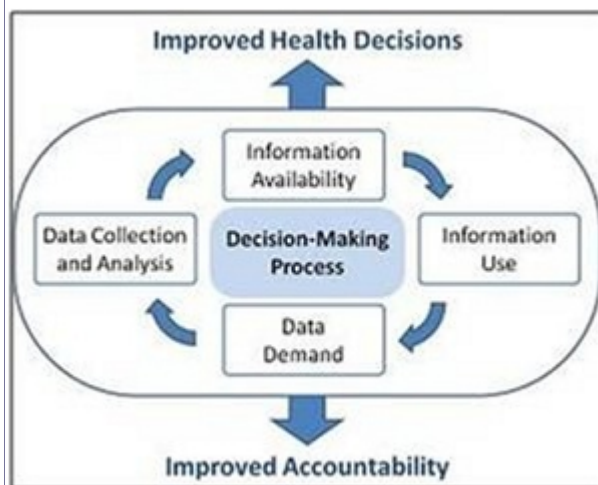 Improved Health Decisions
Information
Availability
Data Collection
and Analysis
Decision-Making
Process
Information
Use
Data
Demand
Improved Accountability